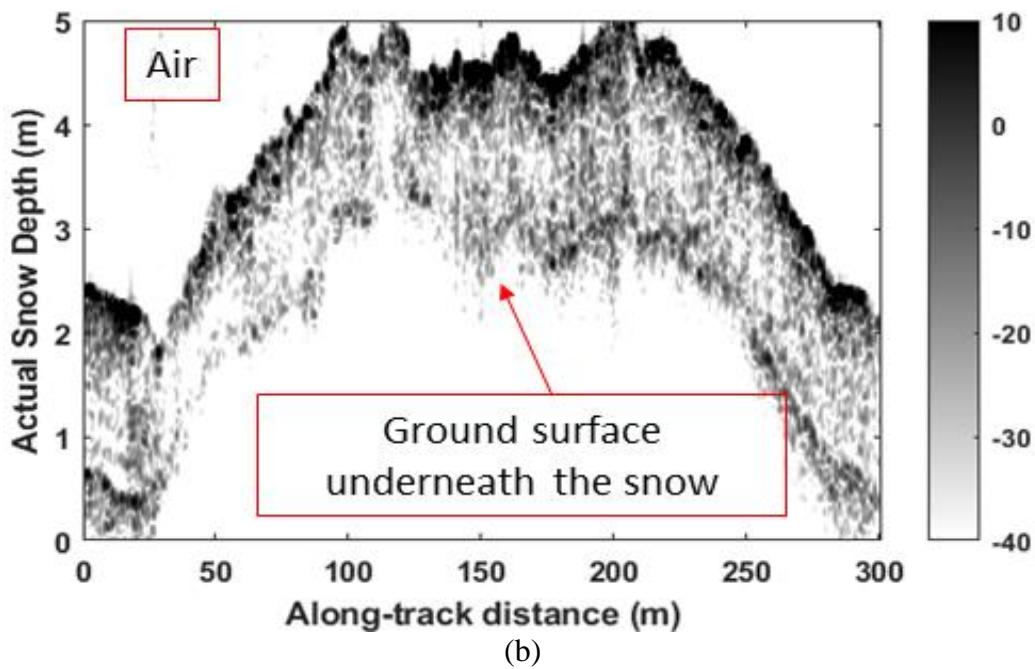 5
4
3
2
1
0
Actual Snow Depth (m)
Air
Ground surface
underneath the snow
0 50 100 150 200 250 300
Along-track distance (m)
10
0
-10
-20
-30
-40
(b)